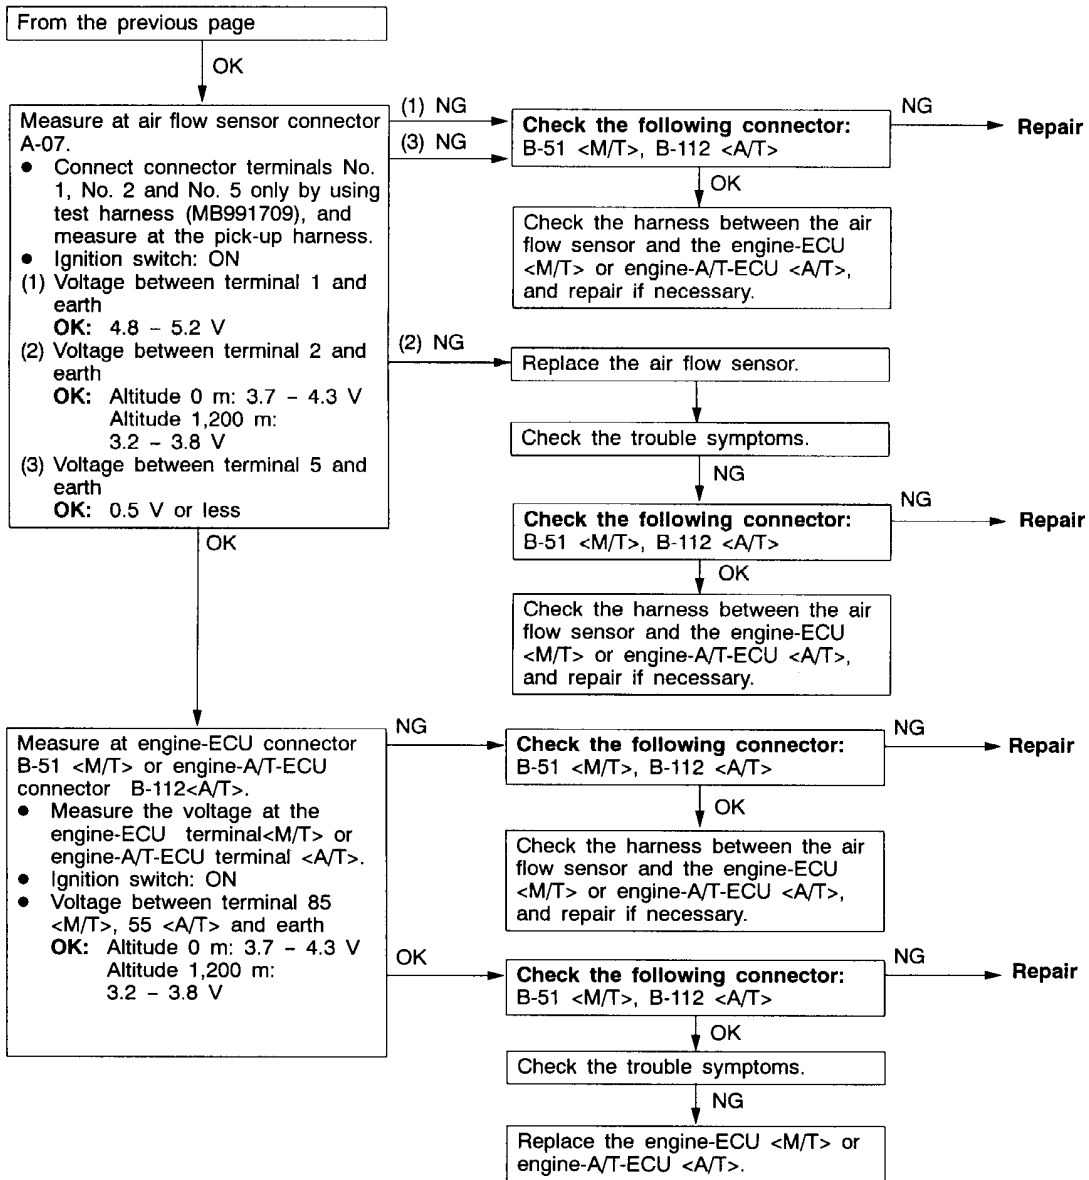 From the previous page
OK
Measure at air flow sensor connector
A-07.
● Connect connector terminals No.
1, No. 2 and No. 5 only by using
test harness (MB991709), and
measure at the pick-up harness.
● Ignition switch: ON
(1) Voltage between terminal 1 and
earth
OK: 4.8 – 5.2 V
(2) Voltage between terminal 2 and
earth
OK: Altitude 0 m: 3.7 – 4.3 V
Altitude 1,200 m:
3.2 – 3.8 V
(3) Voltage between terminal 5 and
earth
OK: 0.5 V or less
(1) NG
(3) NG
Check the following connector:
B-51 <M/T>, B-112 <A/T>
NG
Repair
OK
Check the harness between the air
flow sensor and the engine-ECU
<M/T> or engine-A/T-ECU <A/T>,
and repair if necessary.
(2) NG
Replace the air flow sensor.
Check the trouble symptoms.
NG
Check the following connector:
B-51 <M/T>, B-112 <A/T>
NG
Repair
OK
Check the harness between the air
flow sensor and the engine-ECU
<M/T> or engine-A/T-ECU <A/T>,
and repair if necessary.
OK
Measure at engine-ECU connector
B-51 <M/T> or engine-A/T-ECU
connector B-112<A/T>.
● Measure the voltage at the
engine-ECU terminal<M/T> or
engine-A/T-ECU terminal <A/T>.
● Ignition switch: ON
● Voltage between terminal 85
<M/T>, 55 <A/T> and earth
OK: Altitude 0 m: 3.7 – 4.3 V
Altitude 1,200 m:
3.2 – 3.8 V
NG
Check the following connector:
B-51 <M/T>, B-112 <A/T>
NG
Repair
OK
Check the harness between the air
flow sensor and the engine-ECU
<M/T> or engine-A/T-ECU <A/T>,
and repair if necessary.
OK
Check the following connector:
B-51 <M/T>, B-112 <A/T>
NG
Repair
OK
Check the trouble symptoms.
NG
Replace the engine-ECU <M/T> or
engine-A/T-ECU <A/T>.